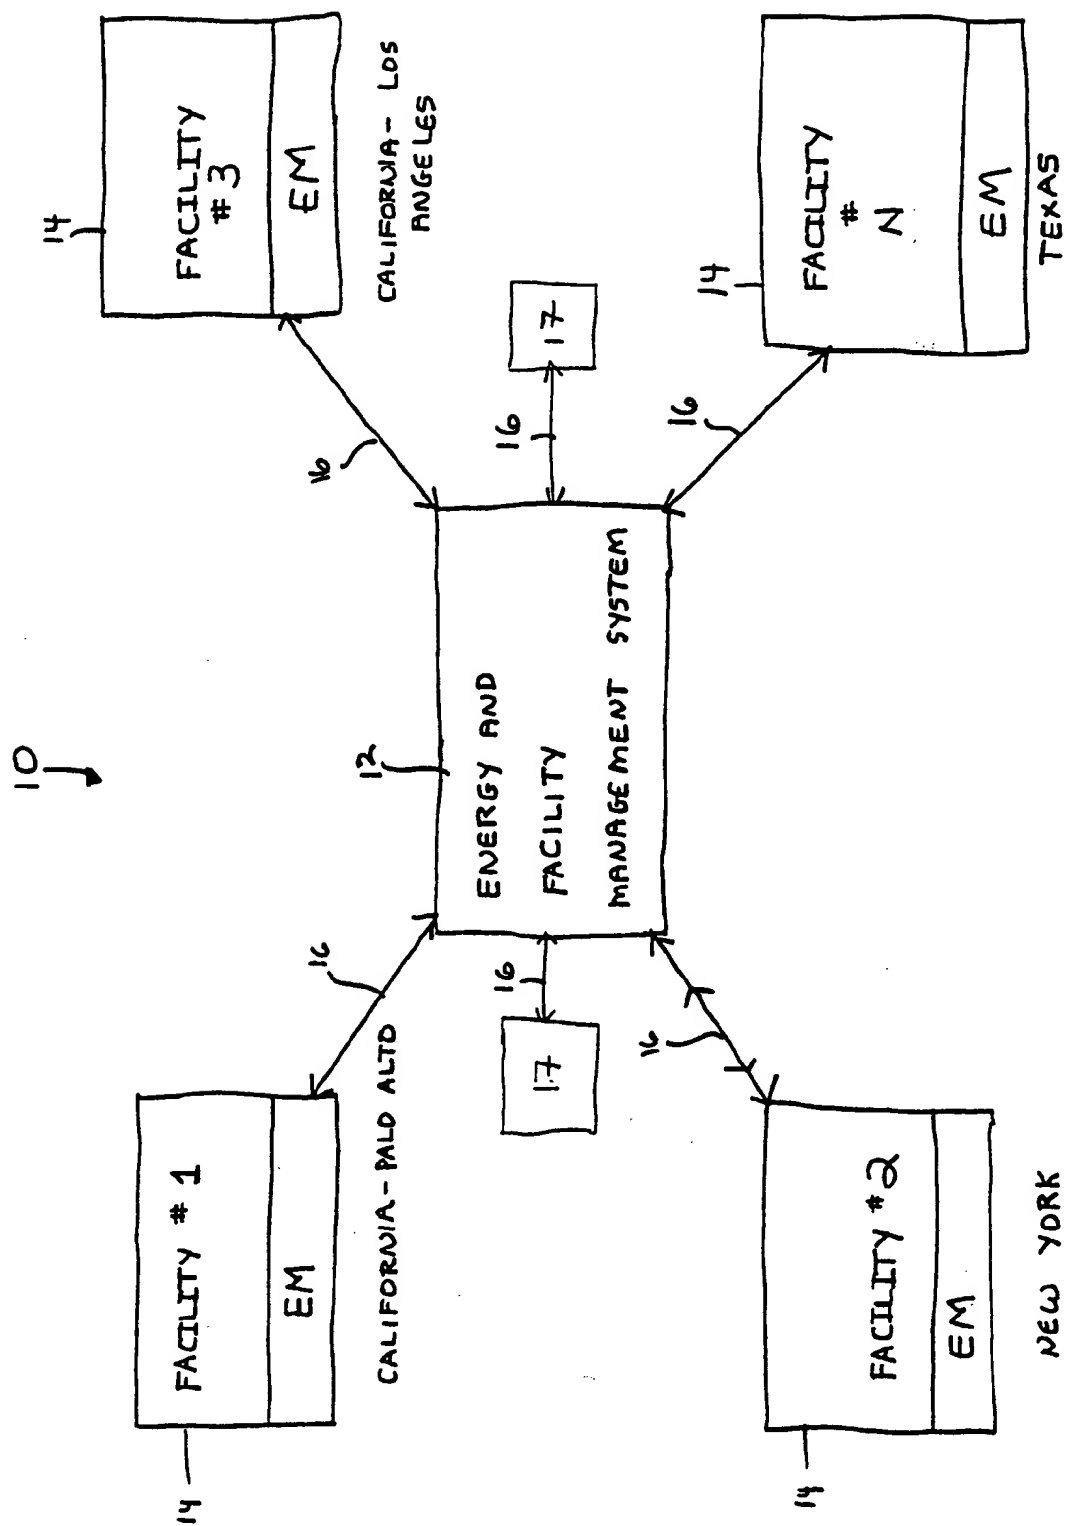 10
14
FACILITY # 1
EM
CALIFORNIA - PALO ALTO
16
14
FACILITY
# 3
EM
CALIFORNIA - LOS
ANGELES
16
12
ENERGY AND
FACILITY
MANAGEMENT SYSTEM
17
16
16
17
14
FACILITY #2
EM
NEW YORK
16
14
FACILITY
#
N
EM
TEXAS
16